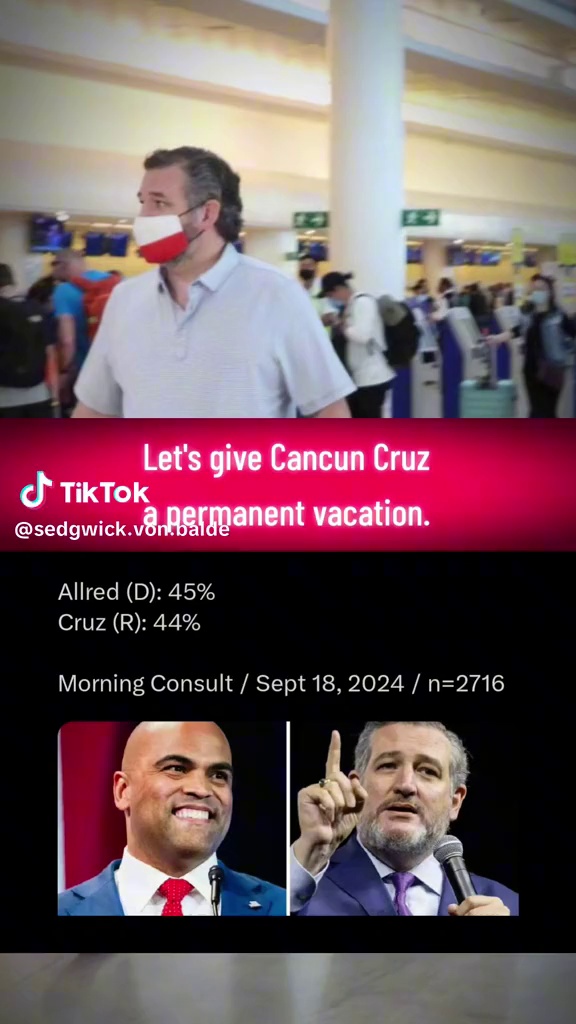 Let's give Cancun Cruz
TikTok
a permanent vacation.
@sedgwick.von.balde
Allred (D): 45%
Cruz (R): 44%
Morning Consult / Sept 18, 2024 / n=2716